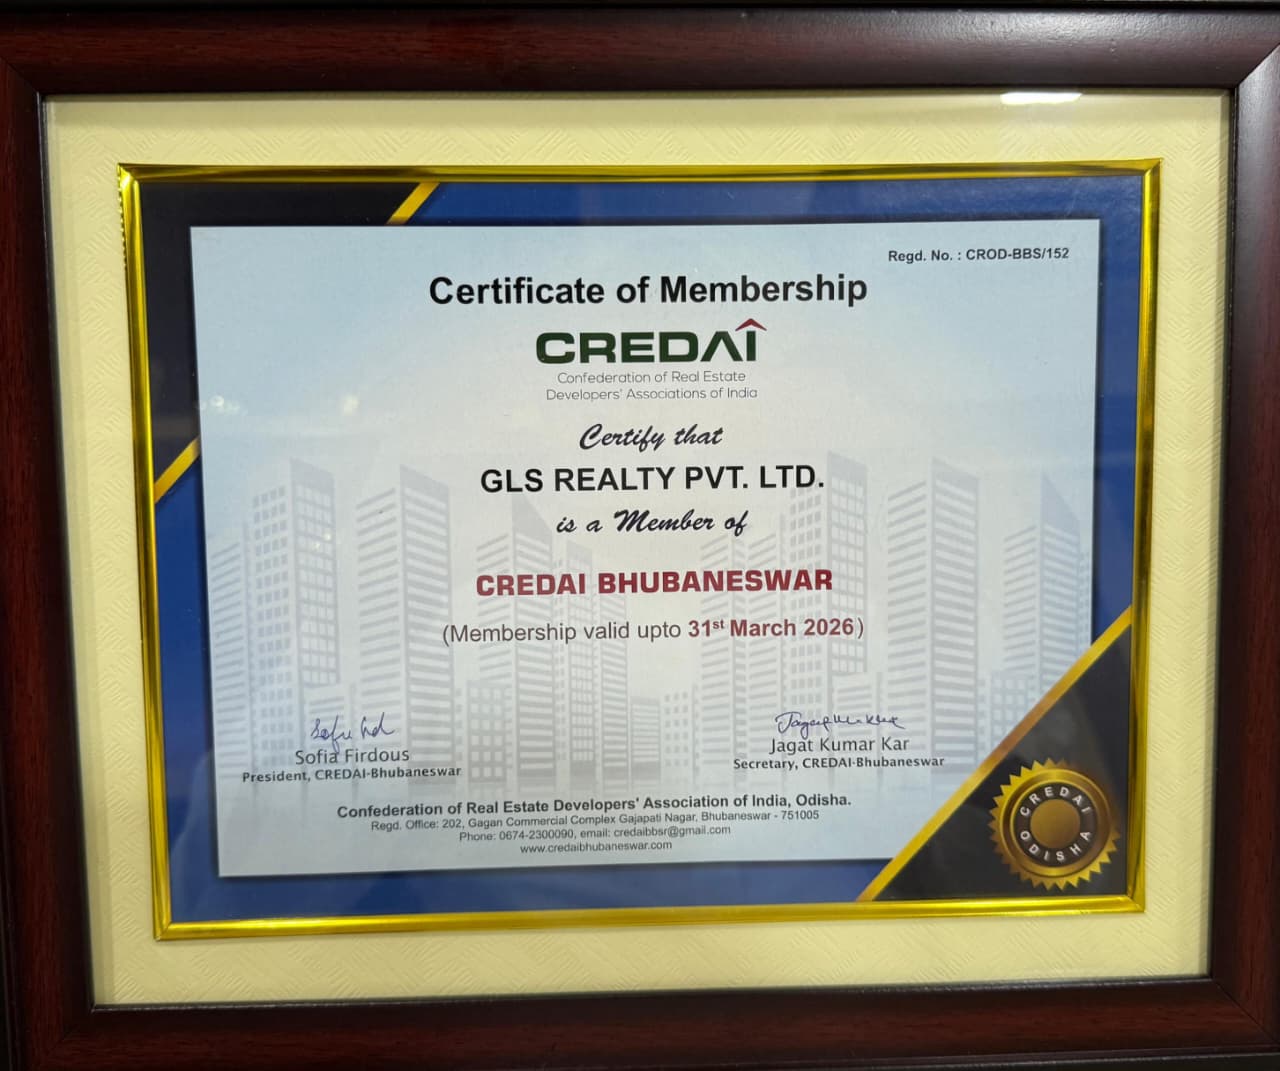 Regd. No. : CROD-BBS/152
Certificate of Membership
CREDAI
Confederation of Real Estate
Developers' Associations of India
Certify that
GLS REALTY PVT. LTD.
is a Member of
CREDAI BHUBANESWAR
(Membership valid upto 31st March 2026)
Sofia Firdous
President, CREDAI-Bhubaneswar
Jagat Kumar Kar
Secretary, CREDAI-Bhubaneswar
Confederation of Real Estate Developers' Association of India, Odisha.
Regd. Office: 202, Gagan Commercial Complex Gajapati Nagar, Bhubaneswar - 751005
Phone: 0674-2300090, email: credaibbsr@gmail.com
www.credaibhubaneswar.com
CREDAI
ODISHA